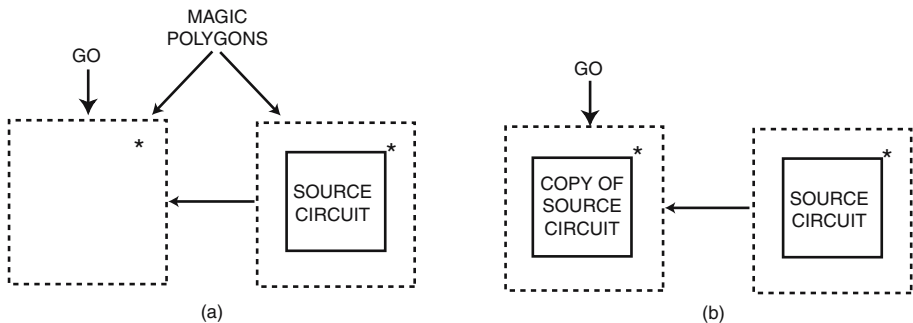 MAGIC
POLYGONS
GO
*
*
SOURCE
CIRCUIT
(a)
GO
*
*
COPY OF
SOURCE
CIRCUIT
SOURCE
CIRCUIT
(b)